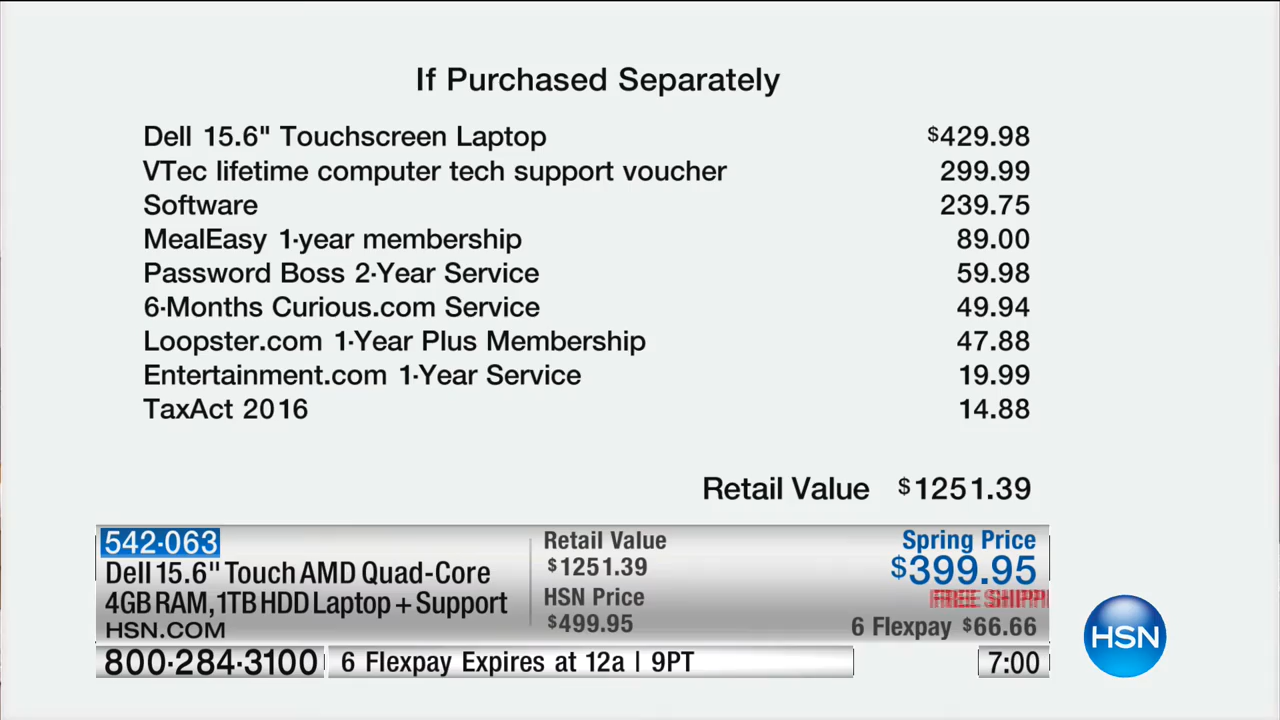 If Purchased Separately
Dell 15.6" Touchscreen Laptop $429.98
VTec lifetime computer tech support voucher 299.99
Software 239.75
MealEasy 1-year membership 89.00
Password Boss 2-Year Service 59.98
6-Months Curious.com Service 49.94
Loopster.com 1-Year Plus Membership 47.88
Entertainment.com 1-Year Service 19.99
TaxAct 2016 14.88
Retail Value $1251.39
542-063
Dell 15.6" Touch AMD Quad-Core
4GB RAM, 1TB HDD Laptop + Support
HSN.COM
Retail Value
$1251.39
HSN Price
$499.95
Spring Price
$399.95
FREE SHIPP
6 Flexpay $66.66
800-284-3100
6 Flexpay Expires at 12a | 9PT
7:00
HSN